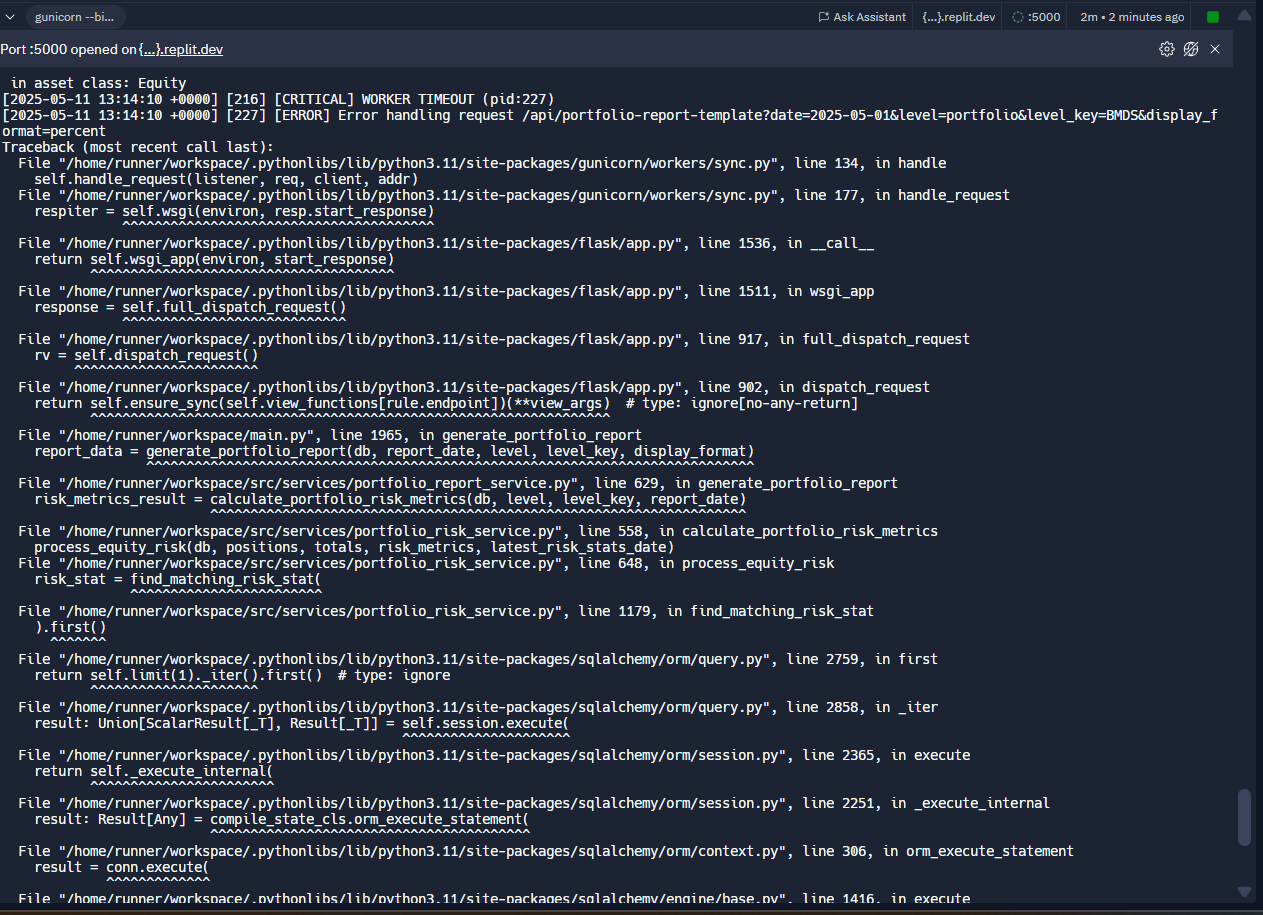 gunicorn --bi...
Ask Assistant
{...}.replit.dev
:5000
2m • 2 minutes ago
Port :5000 opened on {...}.replit.dev
in asset class: Equity
[2025-05-11 13:14:10 +0000] [216] [CRITICAL] WORKER TIMEOUT (pid:227)
[2025-05-11 13:14:10 +0000] [227] [ERROR] Error handling request /api/portfolio-report-template?date=2025-05-01&level=portfolio&level_key=BMDS&display_f
ormat=percent
Traceback (most recent call last):
  File "/home/runner/workspace/.pythonlibs/lib/python3.11/site-packages/gunicorn/workers/sync.py", line 134, in handle
    self.handle_request(listener, req, client, addr)
  File "/home/runner/workspace/.pythonlibs/lib/python3.11/site-packages/gunicorn/workers/sync.py", line 177, in handle_request
    respiter = self.wsgi(environ, resp.start_response)
               ^^^^^^^^^^^^^^^^^^^^^^^^^^^^^^^^^^^^^^^
  File "/home/runner/workspace/.pythonlibs/lib/python3.11/site-packages/flask/app.py", line 1536, in __call__
    return self.wsgi_app(environ, start_response)
           ^^^^^^^^^^^^^^^^^^^^^^^^^^^^^^^^^^^^^^
  File "/home/runner/workspace/.pythonlibs/lib/python3.11/site-packages/flask/app.py", line 1511, in wsgi_app
    response = self.full_dispatch_request()
               ^^^^^^^^^^^^^^^^^^^^^^^^^^^^
  File "/home/runner/workspace/.pythonlibs/lib/python3.11/site-packages/flask/app.py", line 917, in full_dispatch_request
    rv = self.dispatch_request()
         ^^^^^^^^^^^^^^^^^^^^^^^
  File "/home/runner/workspace/.pythonlibs/lib/python3.11/site-packages/flask/app.py", line 902, in dispatch_request
    return self.ensure_sync(self.view_functions[rule.endpoint])(**view_args)  # type: ignore[no-any-return]
           ^^^^^^^^^^^^^^^^^^^^^^^^^^^^^^^^^^^^^^^^^^^^^^^^^^^^^^^^^^^^^^^^^
  File "/home/runner/workspace/main.py", line 1965, in generate_portfolio_report
    report_data = generate_portfolio_report(db, report_date, level, level_key, display_format)
                  ^^^^^^^^^^^^^^^^^^^^^^^^^^^^^^^^^^^^^^^^^^^^^^^^^^^^^^^^^^^^^^^^^^^^^^^^^^^^
  File "/home/runner/workspace/src/services/portfolio_report_service.py", line 629, in generate_portfolio_report
    risk_metrics_result = calculate_portfolio_risk_metrics(db, level, level_key, report_date)
                          ^^^^^^^^^^^^^^^^^^^^^^^^^^^^^^^^^^^^^^^^^^^^^^^^^^^^^^^^^^^^^^^^^^^
  File "/home/runner/workspace/src/services/portfolio_risk_service.py", line 558, in calculate_portfolio_risk_metrics
    process_equity_risk(db, positions, totals, risk_metrics, latest_risk_stats_date)
  File "/home/runner/workspace/src/services/portfolio_risk_service.py", line 648, in process_equity_risk
    risk_stat = find_matching_risk_stat(
                ^^^^^^^^^^^^^^^^^^^^^^^^
  File "/home/runner/workspace/src/services/portfolio_risk_service.py", line 1179, in find_matching_risk_stat
    ).first()
      ^^^^^^^
  File "/home/runner/workspace/.pythonlibs/lib/python3.11/site-packages/sqlalchemy/orm/query.py", line 2759, in first
    return self.limit(1)._iter().first()  # type: ignore
           ^^^^^^^^^^^^^^^^^^^^^
  File "/home/runner/workspace/.pythonlibs/lib/python3.11/site-packages/sqlalchemy/orm/query.py", line 2858, in _iter
    result: Union[ScalarResult[_T], Result[_T]] = self.session.execute(
                                                  ^^^^^^^^^^^^^^^^^^^^^
  File "/home/runner/workspace/.pythonlibs/lib/python3.11/site-packages/sqlalchemy/orm/session.py", line 2365, in execute
    return self._execute_internal(
           ^^^^^^^^^^^^^^^^^^^^^^^
  File "/home/runner/workspace/.pythonlibs/lib/python3.11/site-packages/sqlalchemy/orm/session.py", line 2251, in _execute_internal
    result: Result[Any] = compile_state_cls.orm_execute_statement(
                          ^^^^^^^^^^^^^^^^^^^^^^^^^^^^^^^^^^^^^^^^
  File "/home/runner/workspace/.pythonlibs/lib/python3.11/site-packages/sqlalchemy/orm/context.py", line 306, in orm_execute_statement
    result = conn.execute(
             ^^^^^^^^^^^^^
  File "/home/runner/workspace/.pythonlibs/lib/python3.11/site-packages/sqlalchemy/engine/base.py", line 1416, in execute